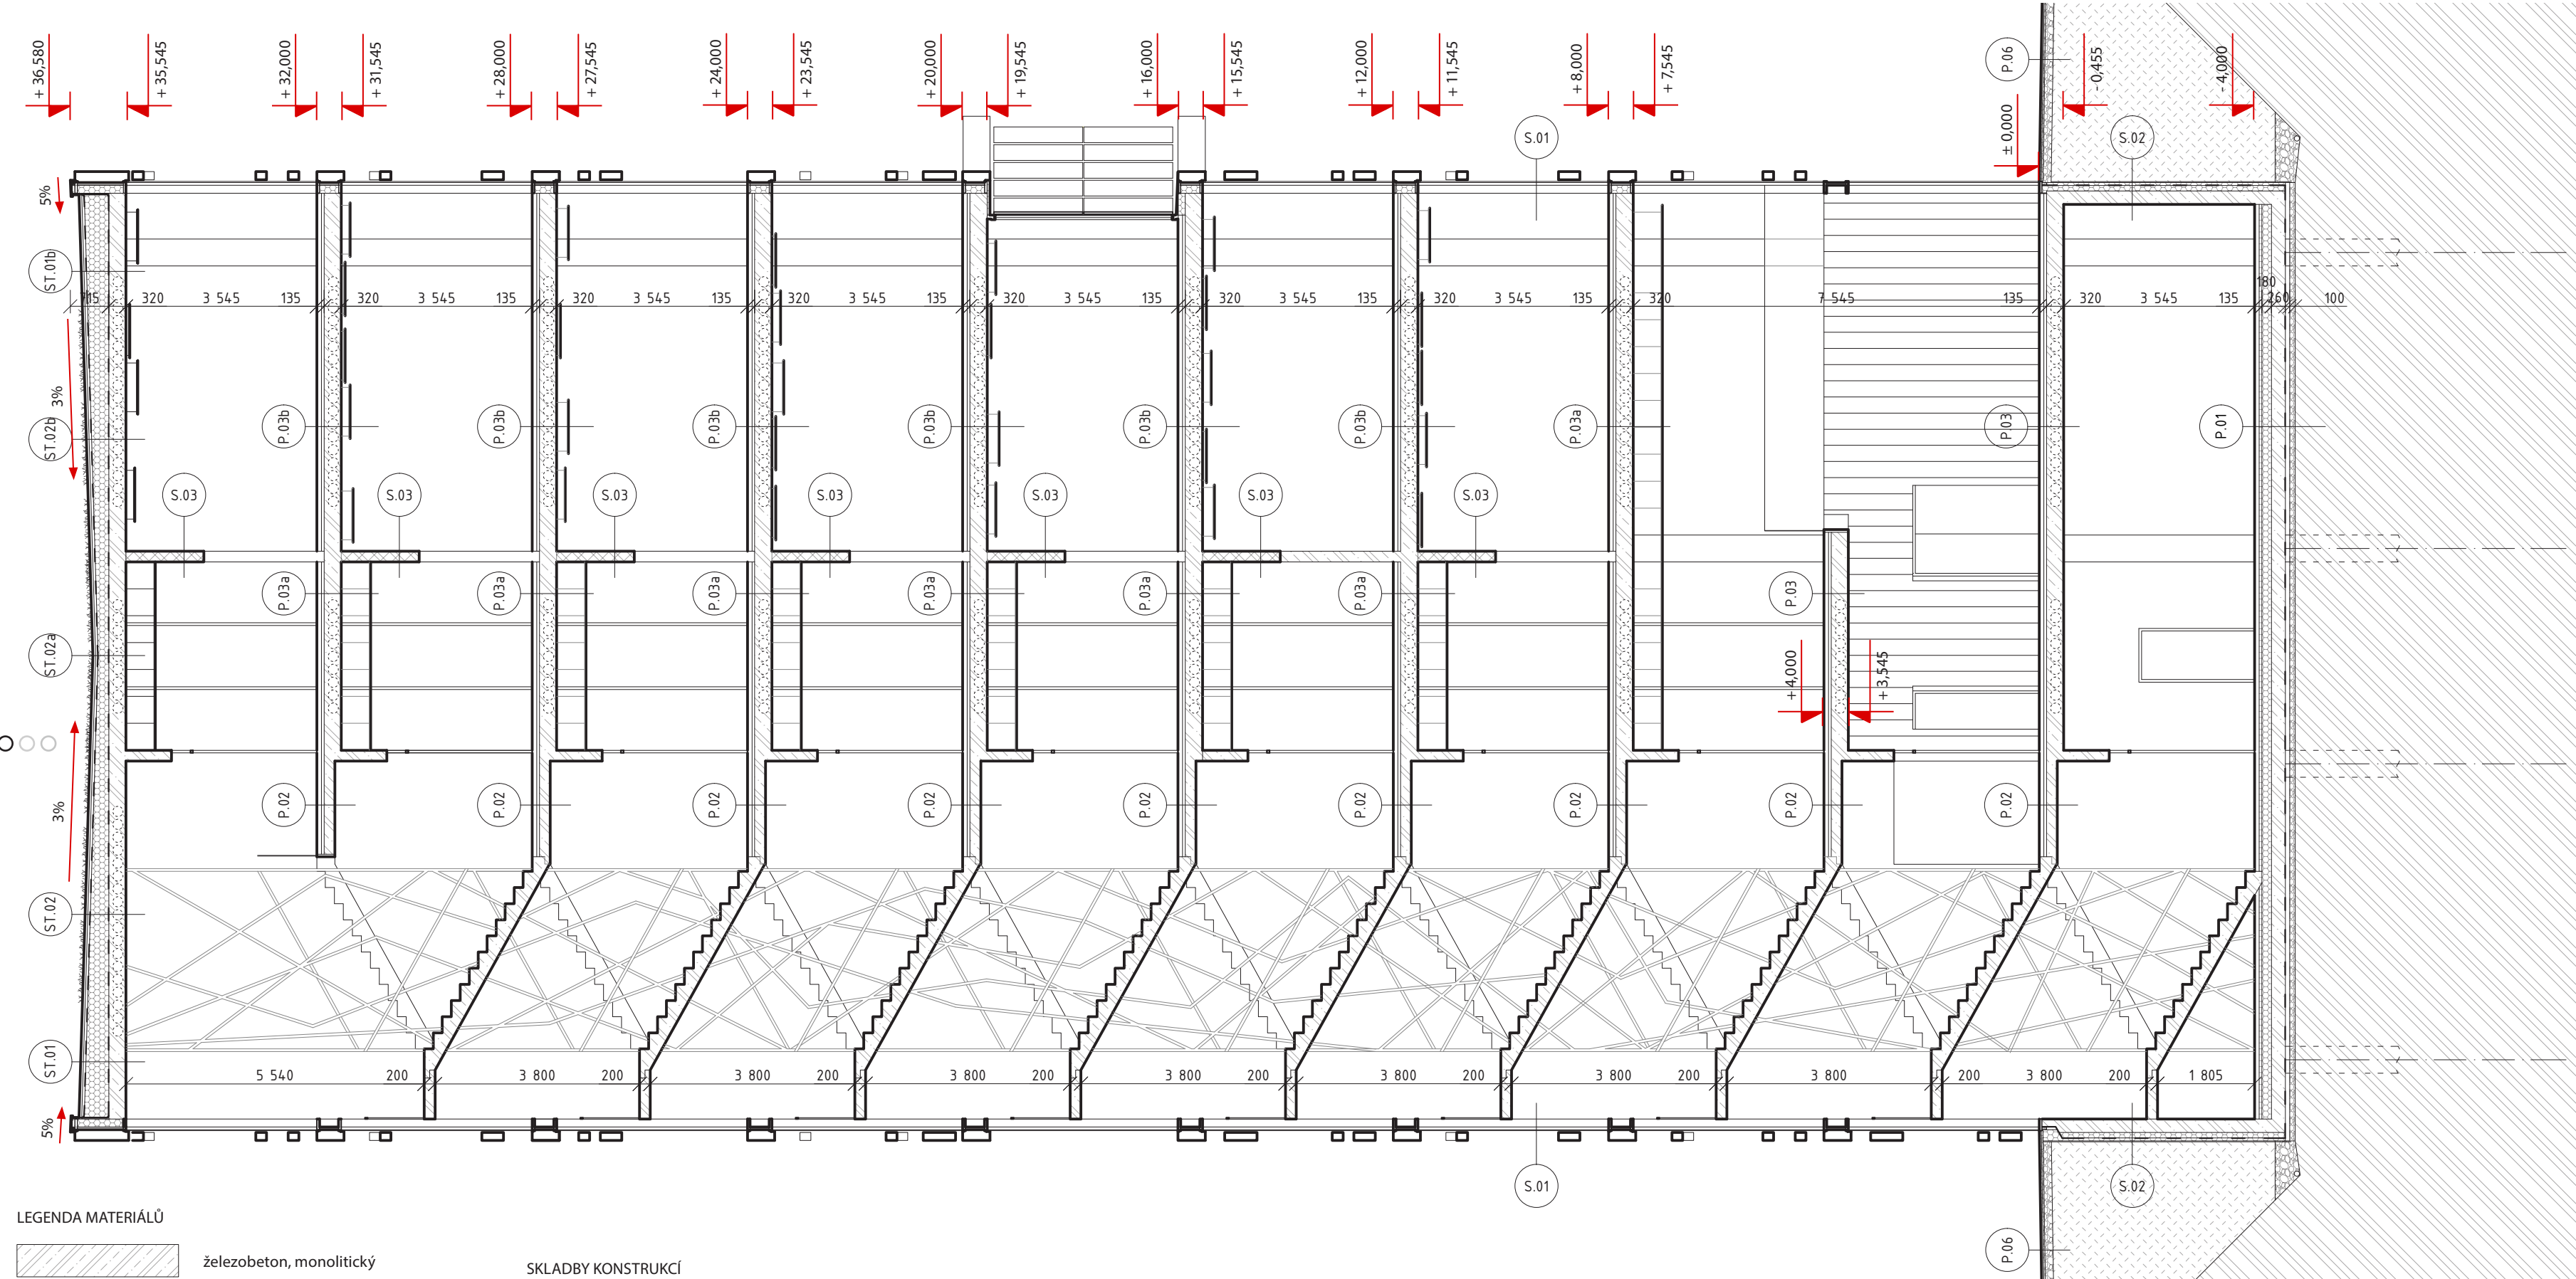 + 36,580
+ 35,545
+ 32,000
+ 31,545
+ 28,000
+ 27,545
+ 24,000
+ 23,545
+ 20,000
+ 19,545
+ 16,000
+ 15,545
+ 12,000
+ 11,545
+ 8,000
+ 7,545
± 0,000
- 0,455
- 4,000
P.06
S.01
S.02
5%
ST.01b
320 3 545 135 320 3 545 135 320 3 545 135 320 3 545 135 320 3 545 135 320 3 545 135 320 3 545 135 320 7 545 135 320 3 545 135 180 260 100
3%
ST.02b
P.03b P.03b P.03b P.03b P.03b P.03b P.03a P.03 P.01
S.03 S.03 S.03 S.03 S.03 S.03 S.03
P.03a P.03a P.03a P.03a P.03a P.03a P.03
ST.02a
+ 4,000
+ 3,545
3%
P.02 P.02 P.02 P.02 P.02 P.02 P.02 P.02 P.02
ST.02
ST.01
5 540 200 3 800 200 3 800 200 3 800 200 3 800 200 3 800 200 3 800 200 3 800 200 3 800 200 1 805
5%
S.01
S.02
P.06
LEGENDA MATERIÁLŮ
železobeton, monolitický
SKLADBY KONSTRUKCÍ